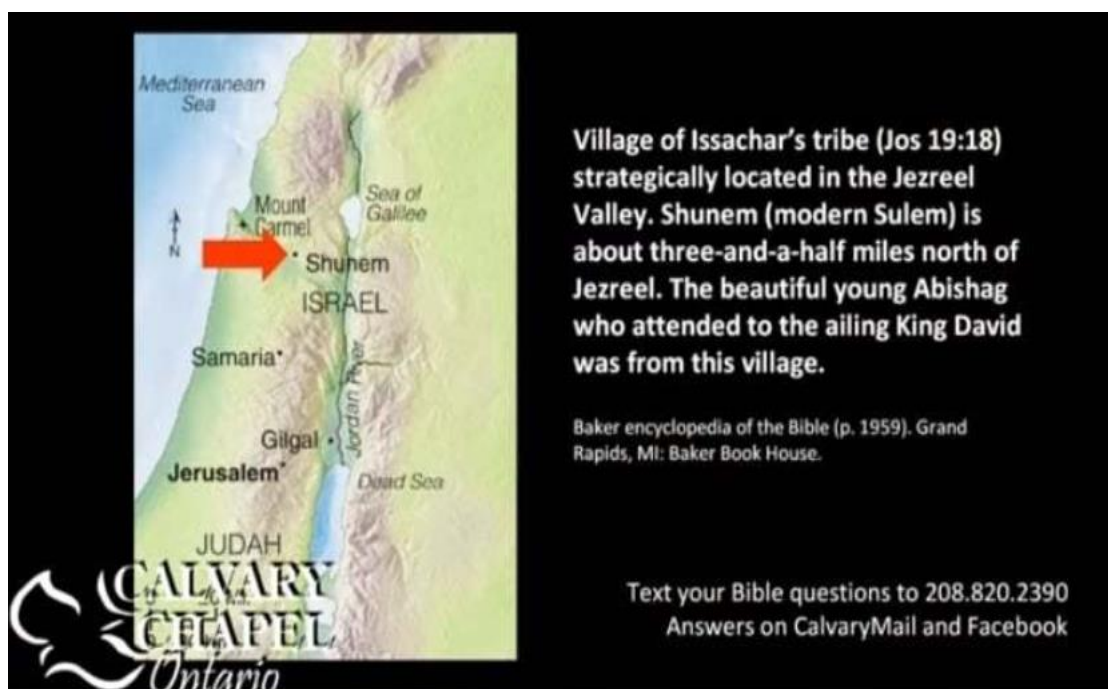 Mediterranean
Sea
Mount
Carmel
Sea of
Galilee
N
Shunem
ISRAEL
Samaria
Jordan River
Gilgal
Jerusalem
Dead Sea
JUDAH
Village of Issachar’s tribe (Jos 19:18)
strategically located in the Jezreel
Valley. Shunem (modern Sulem) is
about three-and-a-half miles north of
Jezreel. The beautiful young Abishag
who attended to the ailing King David
was from this village.
Baker encyclopedia of the Bible (p. 1959). Grand
Rapids, MI: Baker Book House.
CALVARY
CHAPEL
Ontario
Text your Bible questions to 208.820.2390
Answers on CalvaryMail and Facebook